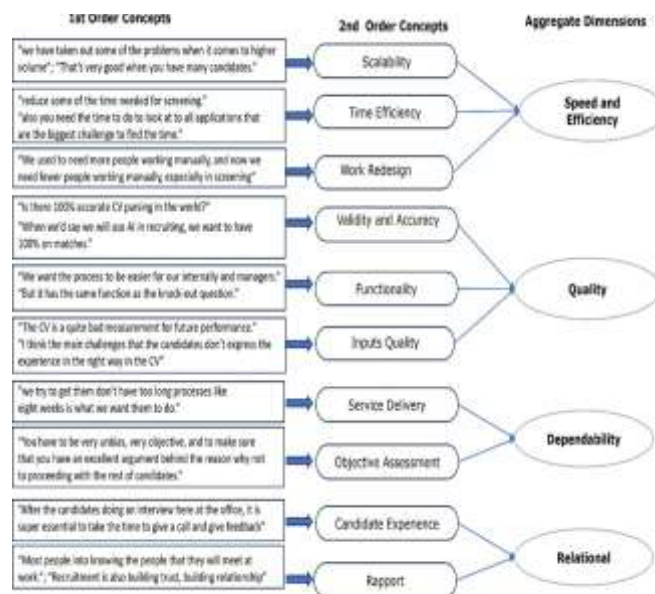 1st Order Concepts
2nd Order Concepts
Aggregate Dimensions
"we have taken out some of the problems when it comes to higher
volume"; "That's very good when you have many candidates."
Scalability
"reduce some of the time needed for screening."
"also you need the time to do to look at to all applications that
are the biggest challenge to find the time."
Time Efficiency
Speed and
Efficiency
"We used to need more people working manually, and now we
need fewer people working manually, especially in screening"
Work Redesign
"Is there 100% accurate CV parsing in the world?"
"When we'd say we will use AI in recruiting, we want to have
100% on matches."
Validity and Accuracy
"We want the process to be easier for our internally and managers."
"But it has the same function as the knock-out question."
Functionality
Quality
"The CV is a quite bad measurement for future performance."
"I think the main challenges that the candidates don't express the
experience in the right way in the CV"
Inputs Quality
"we try to get them don't have too long processes like
eight weeks is what we want them to do."
Service Delivery
Dependability
"You have to be very unbias, very objective, and to make sure
that you have an excellent argument behind the reason why not
to proceeding with the rest of candidates."
Objective Assessment
"After the candidates doing an interview here at the office, it is
super essential to take the time to give a call and give feedback"
Candidate Experience
Relational
"Most people into knowing the people that they will meet at
work."; "Recruitment is also building trust, building relationship"
Rapport